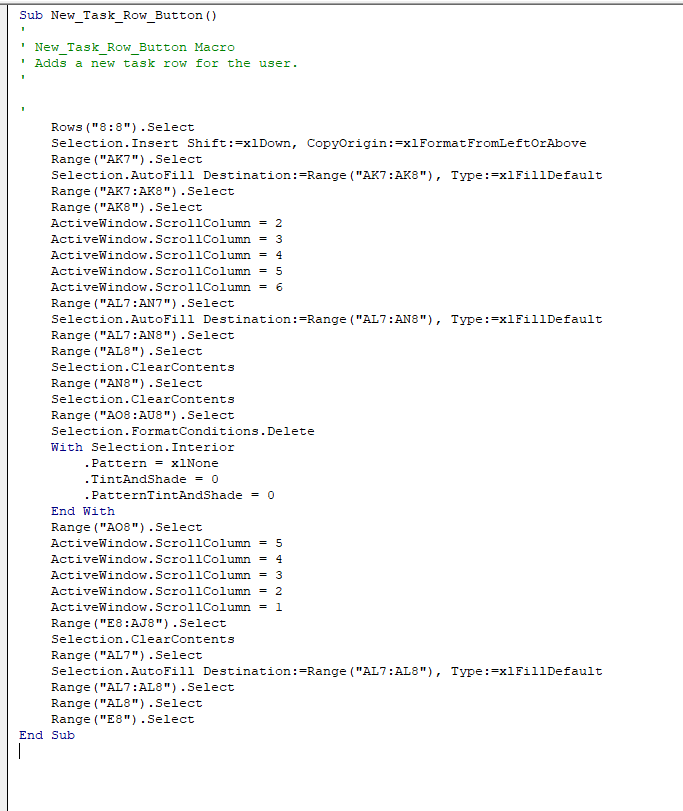 Sub New_Task_Row_Button()
'
' New_Task_Row_Button Macro
' Adds a new task row for the user.
'

'
    Rows("8:8").Select
    Selection.Insert Shift:=xlDown, CopyOrigin:=xlFormatFromLeftOrAbove
    Range("AK7").Select
    Selection.AutoFill Destination:=Range("AK7:AK8"), Type:=xlFillDefault
    Range("AK7:AK8").Select
    Range("AK8").Select
    ActiveWindow.ScrollColumn = 2
    ActiveWindow.ScrollColumn = 3
    ActiveWindow.ScrollColumn = 4
    ActiveWindow.ScrollColumn = 5
    ActiveWindow.ScrollColumn = 6
    Range("AL7:AN7").Select
    Selection.AutoFill Destination:=Range("AL7:AN8"), Type:=xlFillDefault
    Range("AL7:AN8").Select
    Range("AL8").Select
    Selection.ClearContents
    Range("AN8").Select
    Selection.ClearContents
    Range("AO8:AU8").Select
    Selection.FormatConditions.Delete
    With Selection.Interior
        .Pattern = xlNone
        .TintAndShade = 0
        .PatternTintAndShade = 0
    End With
    Range("AO8").Select
    ActiveWindow.ScrollColumn = 5
    ActiveWindow.ScrollColumn = 4
    ActiveWindow.ScrollColumn = 3
    ActiveWindow.ScrollColumn = 2
    ActiveWindow.ScrollColumn = 1
    Range("E8:AJ8").Select
    Selection.ClearContents
    Range("AL7").Select
    Selection.AutoFill Destination:=Range("AL7:AL8"), Type:=xlFillDefault
    Range("AL7:AL8").Select
    Range("AL8").Select
    Range("E8").Select
End Sub